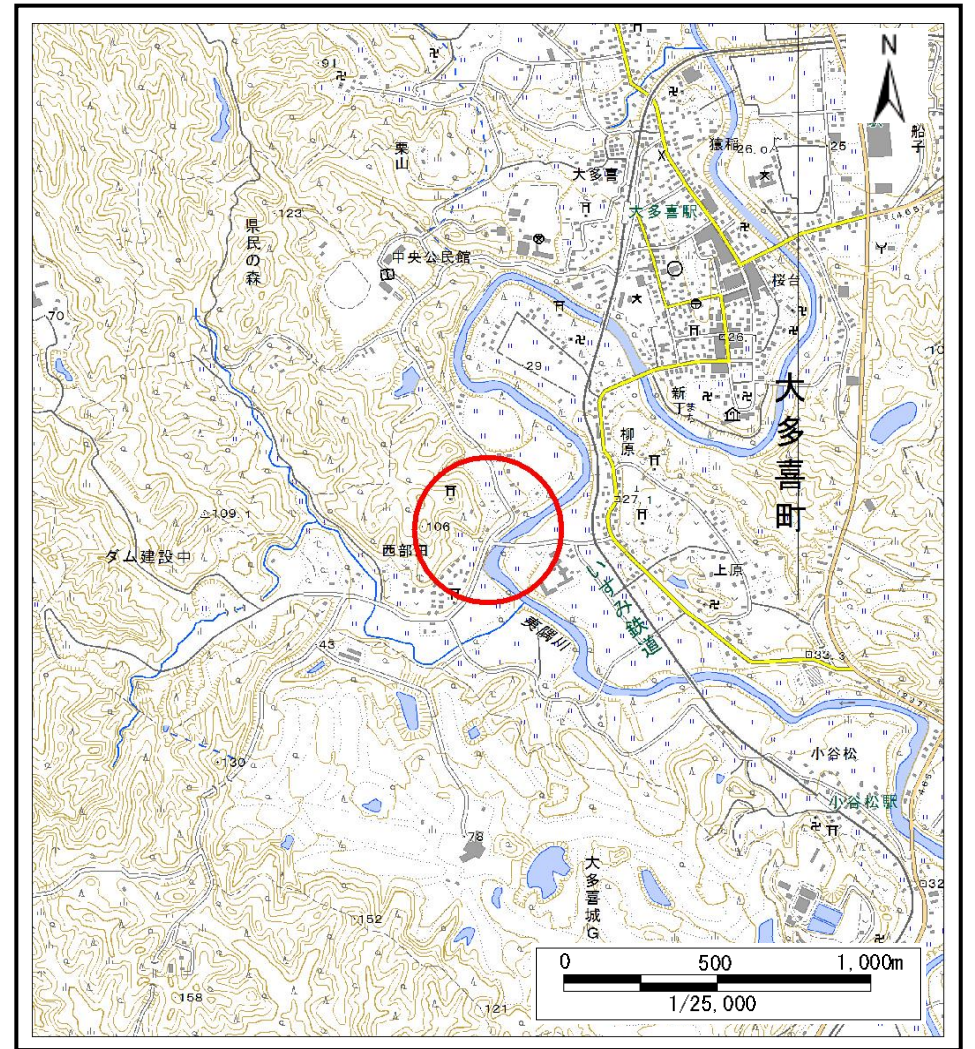 N
91
栗山
猿稲
26.0
25
船子
大多喜
大多喜駅
123
県民の森
中央公民館
桜台
70
26.1
29
新丁
まち
大多喜町
柳原
27.1
106
109.1
西部田
ダム建設中
上原
いすみ鉄道
夷隅川
43
33.3
小谷松
130
小谷松駅
465
78
大多喜城G
32
152
158
121
0 500 1,000m
1/25,000